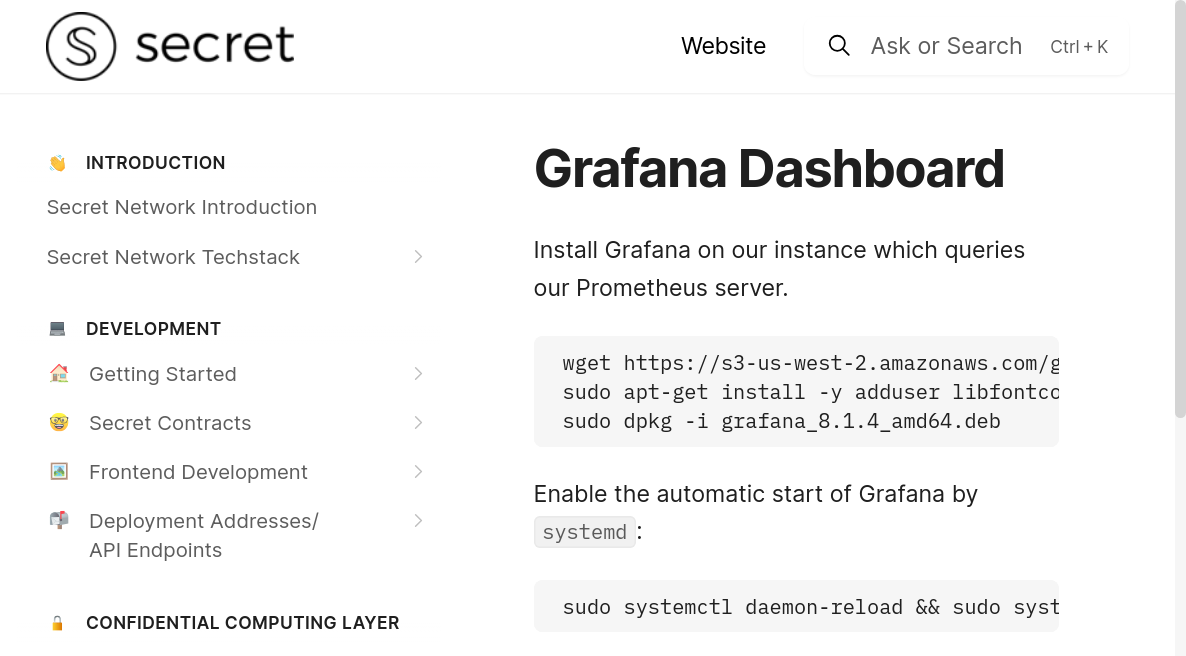 secret
Website
Ask or Search Ctrl + K
INTRODUCTION
Secret Network Introduction
Secret Network Techstack
DEVELOPMENT
Getting Started
Secret Contracts
Frontend Development
Deployment Addresses/
API Endpoints
CONFIDENTIAL COMPUTING LAYER
Grafana Dashboard
Install Grafana on our instance which queries
our Prometheus server.
wget https://s3-us-west-2.amazonaws.com/g
sudo apt-get install -y adduser libfontco
sudo dpkg -i grafana_8.1.4_amd64.deb
Enable the automatic start of Grafana by
systemd:
sudo systemctl daemon-reload && sudo syst